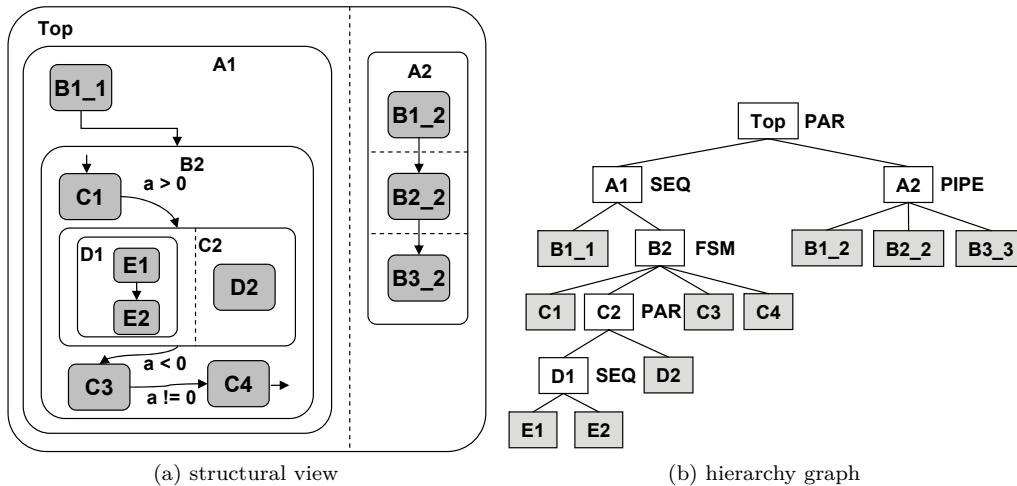 Top
A1
B1_1
B2
a > 0
C1
C2
D1
E1
D2
E2
a < 0
C3
C4
a != 0
A2
B1_2
B2_2
B3_2
(a) structural view
Top PAR
A1 SEQ
A2 PIPE
B1_1
B2 FSM
B1_2
B2_2
B3_3
C1
C2 PAR
C3
C4
D1 SEQ
D2
E1
E2
(b) hierarchy graph